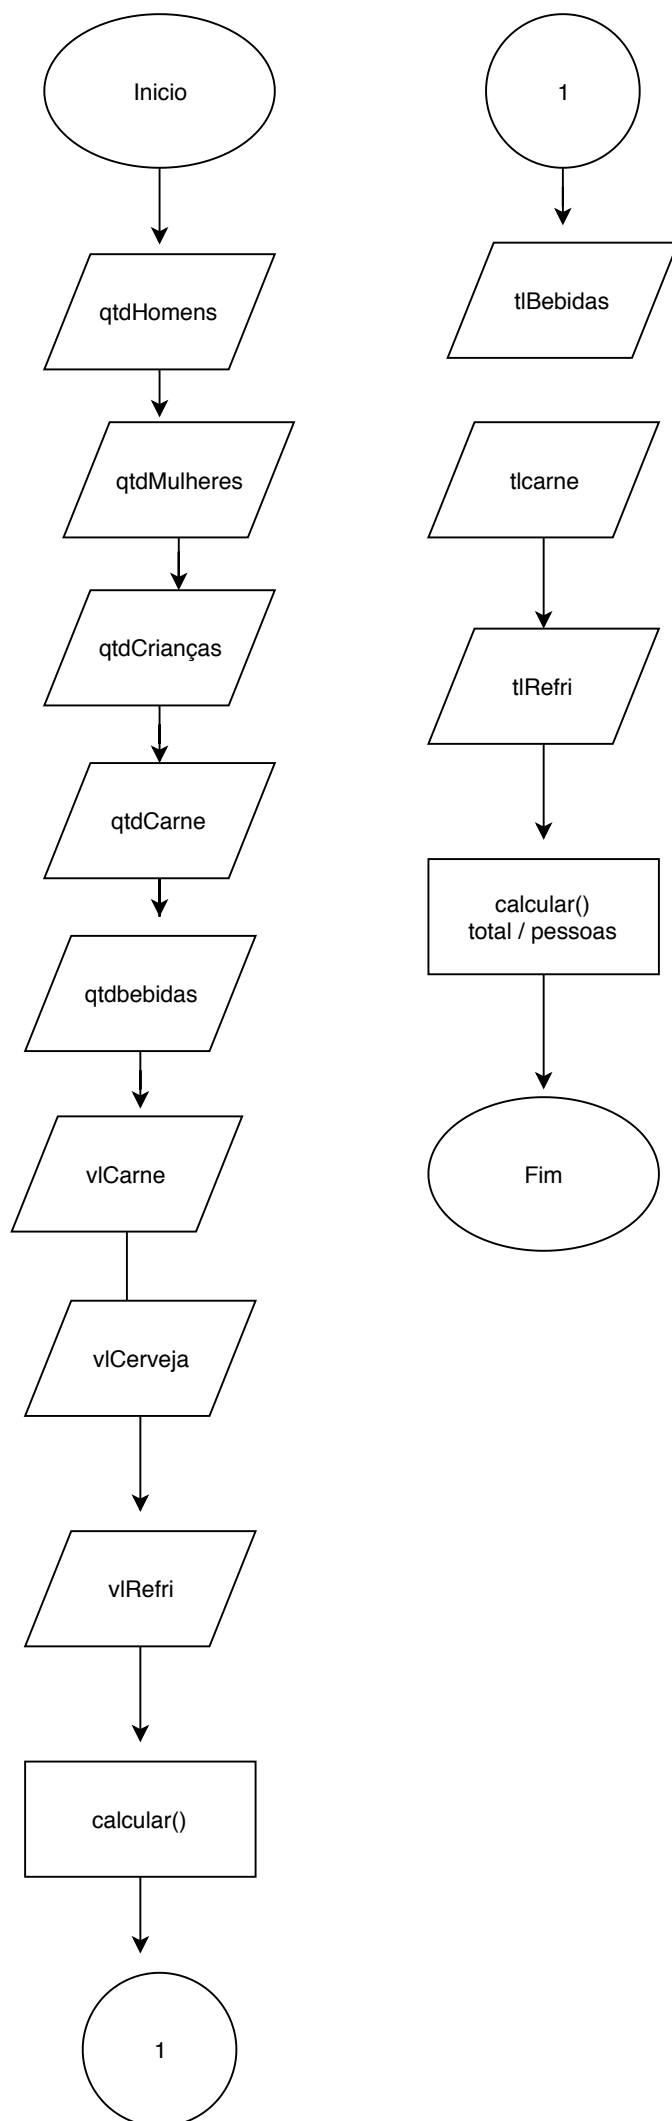 Inicio
qtdHomens
qtdMulheres
qtdCrianças
qtdCarne
qtdbebidas
vlCarne
vlCerveja
vlRefri
calcular()
1
1
tlBebidas
tlcarne
tlRefri
calcular()
total / pessoas
Fim